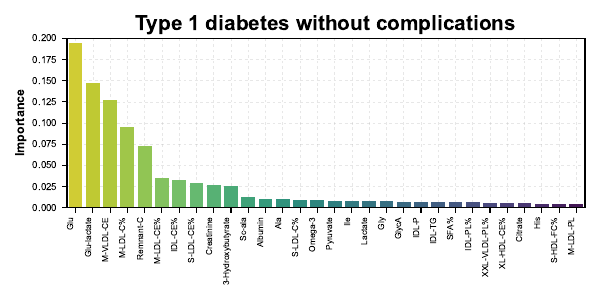 Type 1 diabetes without complications
Importance
0.200
0.175
0.150
0.125
0.100
0.075
0.050
0.025
0.000
Glu
Glu-lactate
M-VLDL-CE
M-LDL-C%
Remnant-C
M-LDL-CE%
IDL-CE%
S-LDL-CE%
Creatinine
3-Hydroxybutyrate
Sc-ala
Albumin
Ala
S-LDL-C%
Omega-3
Pyruvate
Ile
Lactate
Gly
GlycA
IDL-P
IDL-TG
SFA%
IDL-PL%
XXL-VLDL-PL%
XL-HDL-CE%
Citrate
His
S-HDL-FC%
M-LDL-PL